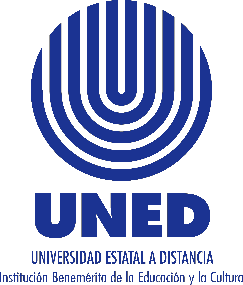 UNED
UNIVERSIDAD ESTATAL A DISTANCIA
Institución Benemérita de la Educación y la Cultura